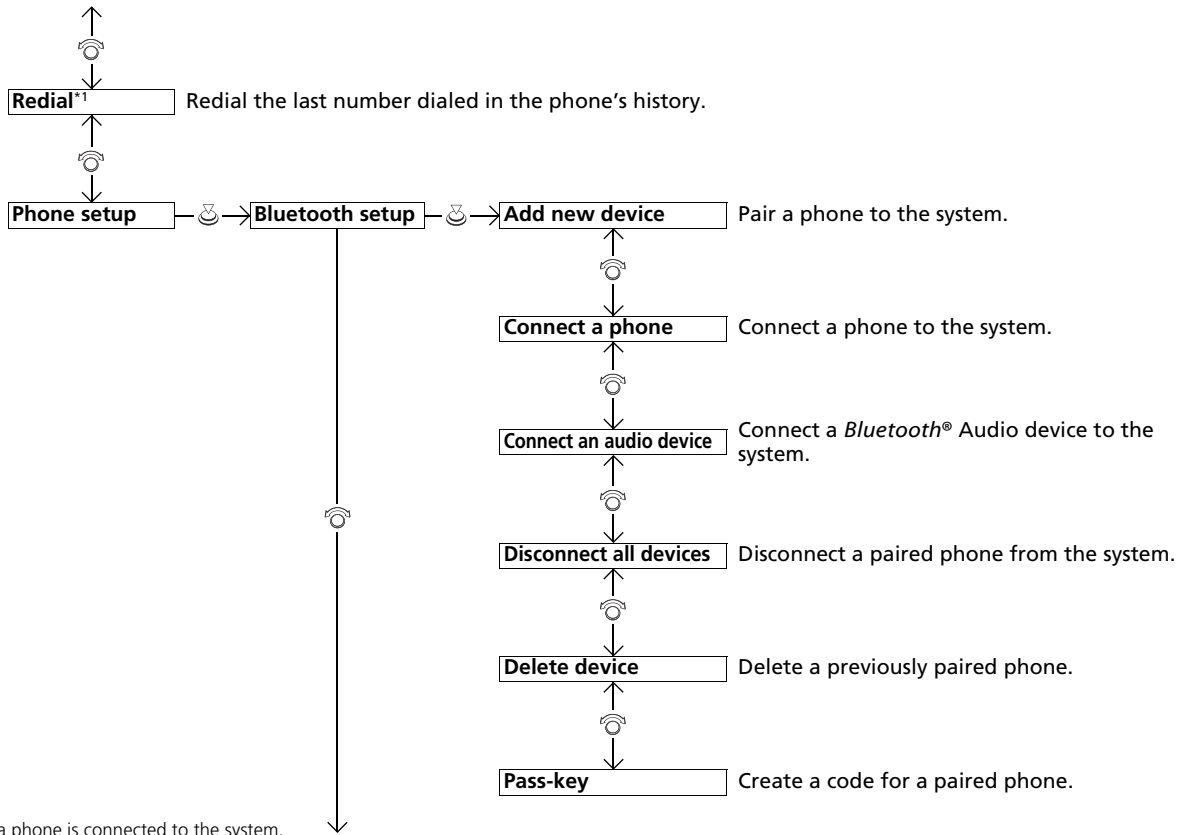 Redial*1 Redial the last number dialed in the phone's history.
Phone setup Bluetooth setup Add new device Pair a phone to the system.
Connect a phone Connect a phone to the system.
Connect an audio device Connect a Bluetooth® Audio device to the
system.
Disconnect all devices Disconnect a paired phone from the system.
Delete device Delete a previously paired phone.
Pass-key Create a code for a paired phone.
a phone is connected to the system.